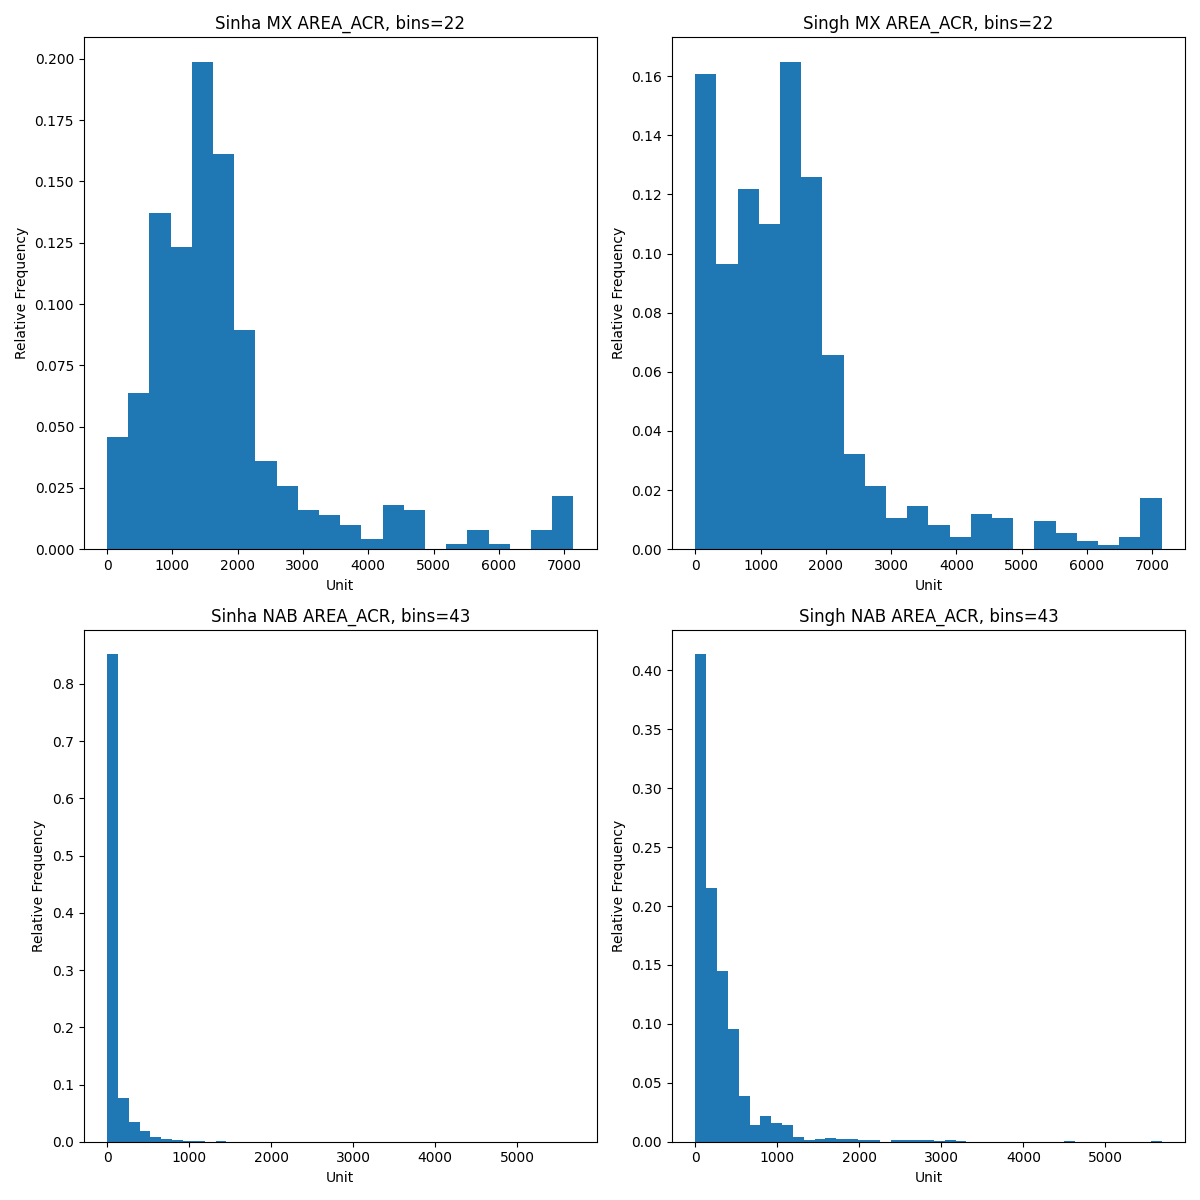 Sinha MX AREA_ACR, bins=22
0.200
0.175
0.150
0.125
0.100
0.075
0.050
0.025
0.000
Relative Frequency
0 1000 2000 3000 4000 5000 6000 7000
Unit
Singh MX AREA_ACR, bins=22
0.16
0.14
0.12
0.10
0.08
0.06
0.04
0.02
0.00
Relative Frequency
0 1000 2000 3000 4000 5000 6000 7000
Unit
Sinha NAB AREA_ACR, bins=43
0.8
0.7
0.6
0.5
0.4
0.3
0.2
0.1
0.0
Relative Frequency
0 1000 2000 3000 4000 5000
Unit
Singh NAB AREA_ACR, bins=43
0.40
0.35
0.30
0.25
0.20
0.15
0.10
0.05
0.00
Relative Frequency
0 1000 2000 3000 4000 5000
Unit